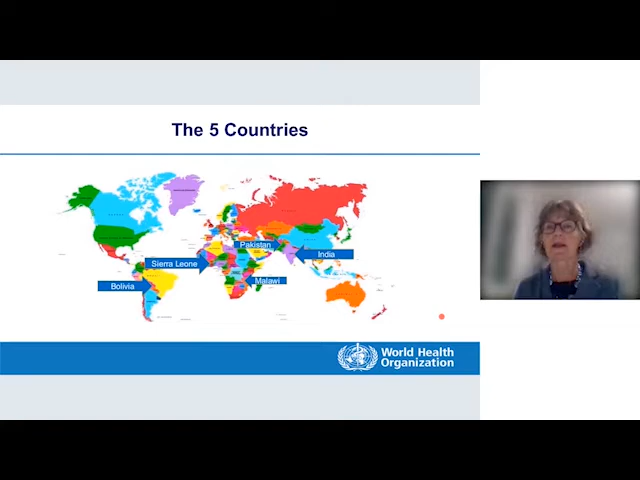 The 5 Countries
Pakistan
India
Sierra Leone
Malawi
Bolivia
World Health
Organization